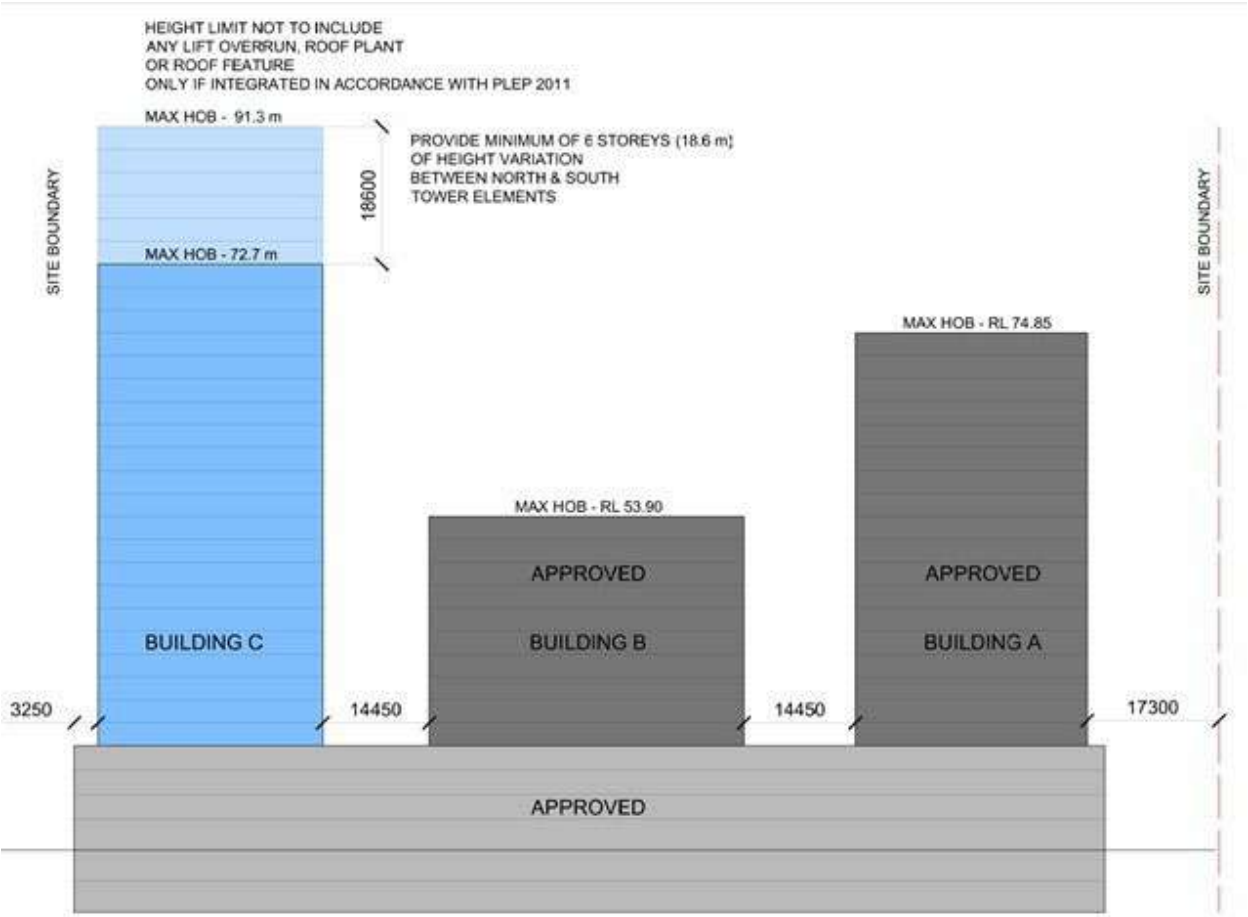 HEIGHT LIMIT NOT TO INCLUDE
ANY LIFT OVERRUN, ROOF PLANT
OR ROOF FEATURE
ONLY IF INTEGRATED IN ACCORDANCE WITH PLEP 2011
MAX HOB - 91.3 m
PROVIDE MINIMUM OF 6 STOREYS (18.6 m)
OF HEIGHT VARIATION
BETWEEN NORTH & SOUTH
TOWER ELEMENTS
18600
SITE BOUNDARY
SITE BOUNDARY
MAX HOB - 72.7 m
MAX HOB - RL 74.85
MAX HOB - RL 53.90
APPROVED
APPROVED
BUILDING C
BUILDING B
BUILDING A
3250
14450
14450
17300
APPROVED